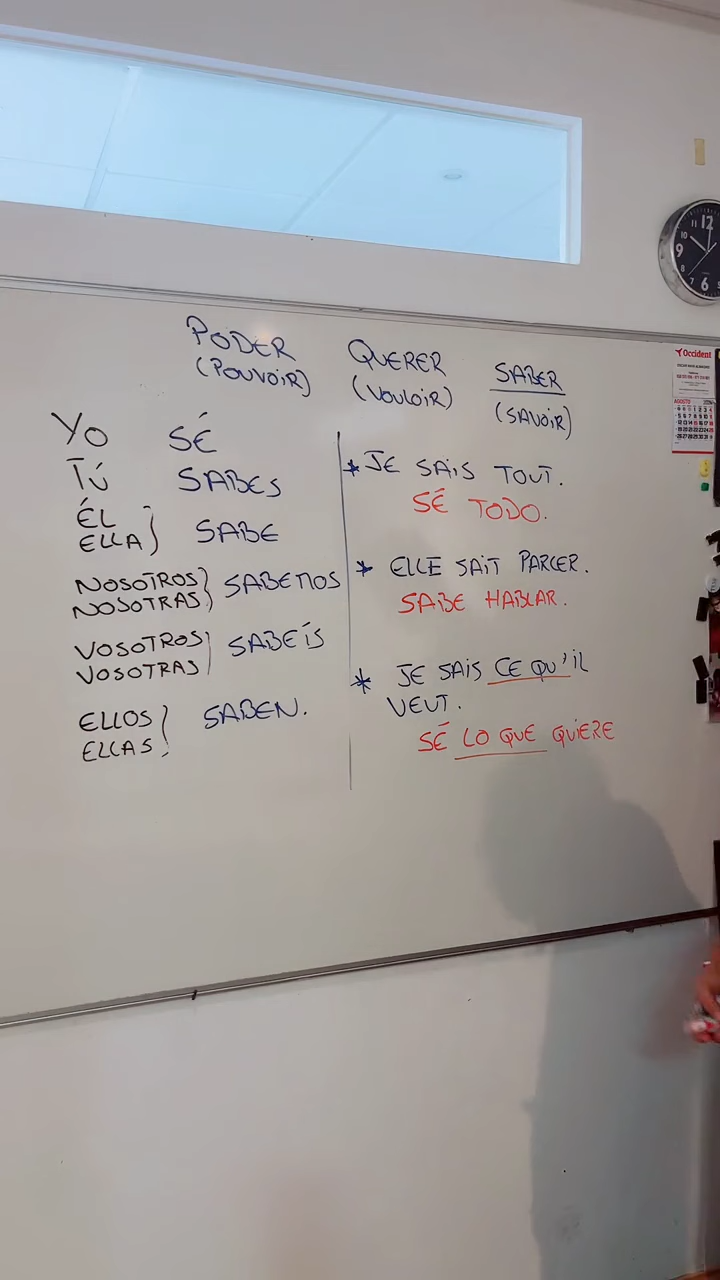 PODER QUERER SABER
(POUVOIR) (VOULOIR) (SAVOIR)
YO SÉ
TÚ SABES
ÉL
ELLA } SABE
NOSOTROS
NOSOTRAS } SABEMOS
VOSOTROS
VOSOTRAS } SABEÍS
ELLOS
ELLAS } SABEN.
* JE SAIS TOUT.
SÉ TODO.
* ELLE SAIT PARLER.
SABE HABLAR.
* JE SAIS CE QU'IL
VEUT.
SÉ LO QUE QUIERE
Occident
AGOSTO